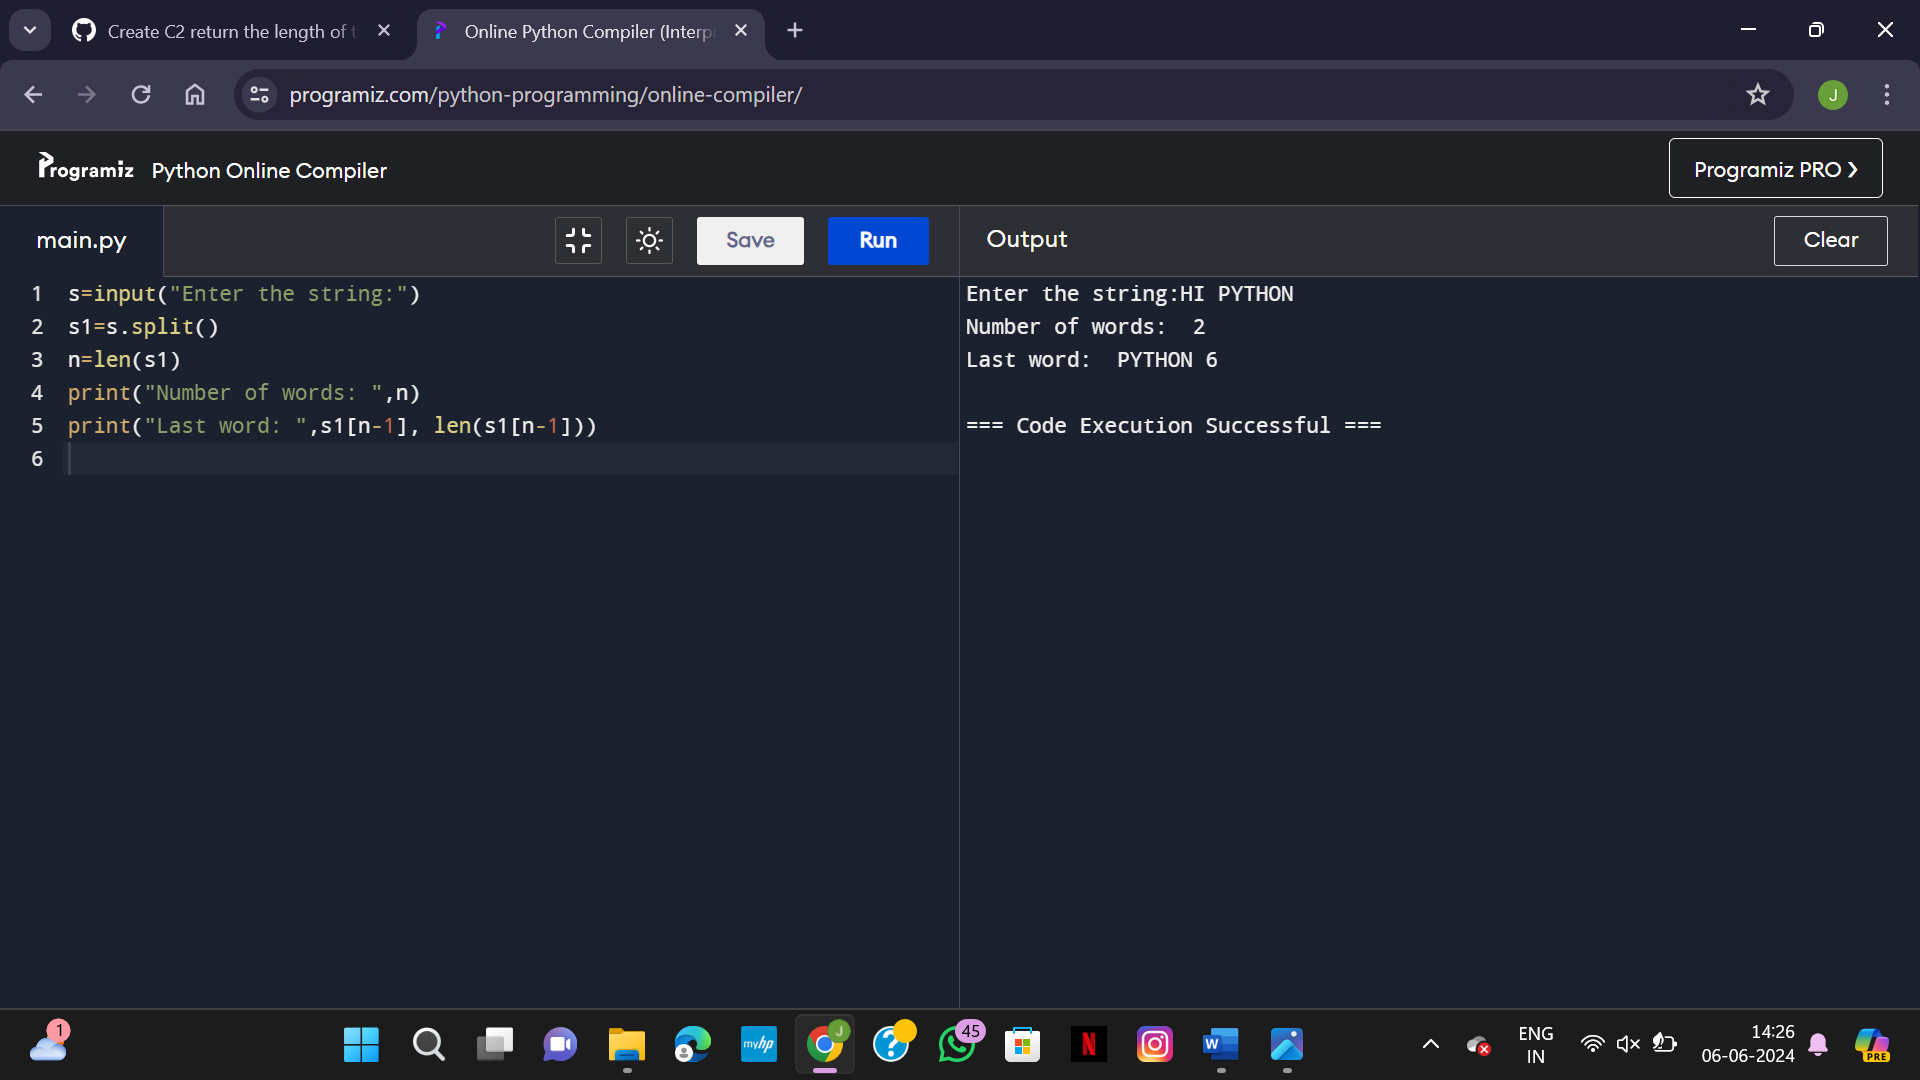 Create C2 return the length of t
Online Python Compiler (Interp
programiz.com/python-programming/online-compiler/
J
Programiz
Python Online Compiler
Programiz PRO ❯
main.py
Save
Run
Output
Clear
1 s=input("Enter the string:")
2 s1=s.split()
3 n=len(s1)
4 print("Number of words: ",n)
5 print("Last word: ",s1[n-1], len(s1[n-1]))
6
Enter the string:HI PYTHON
Number of words:  2
Last word:  PYTHON 6
=== Code Execution Successful ===
1
myhp
J
?
45
N
W
ENG
IN
14:26
06-06-2024
PRE